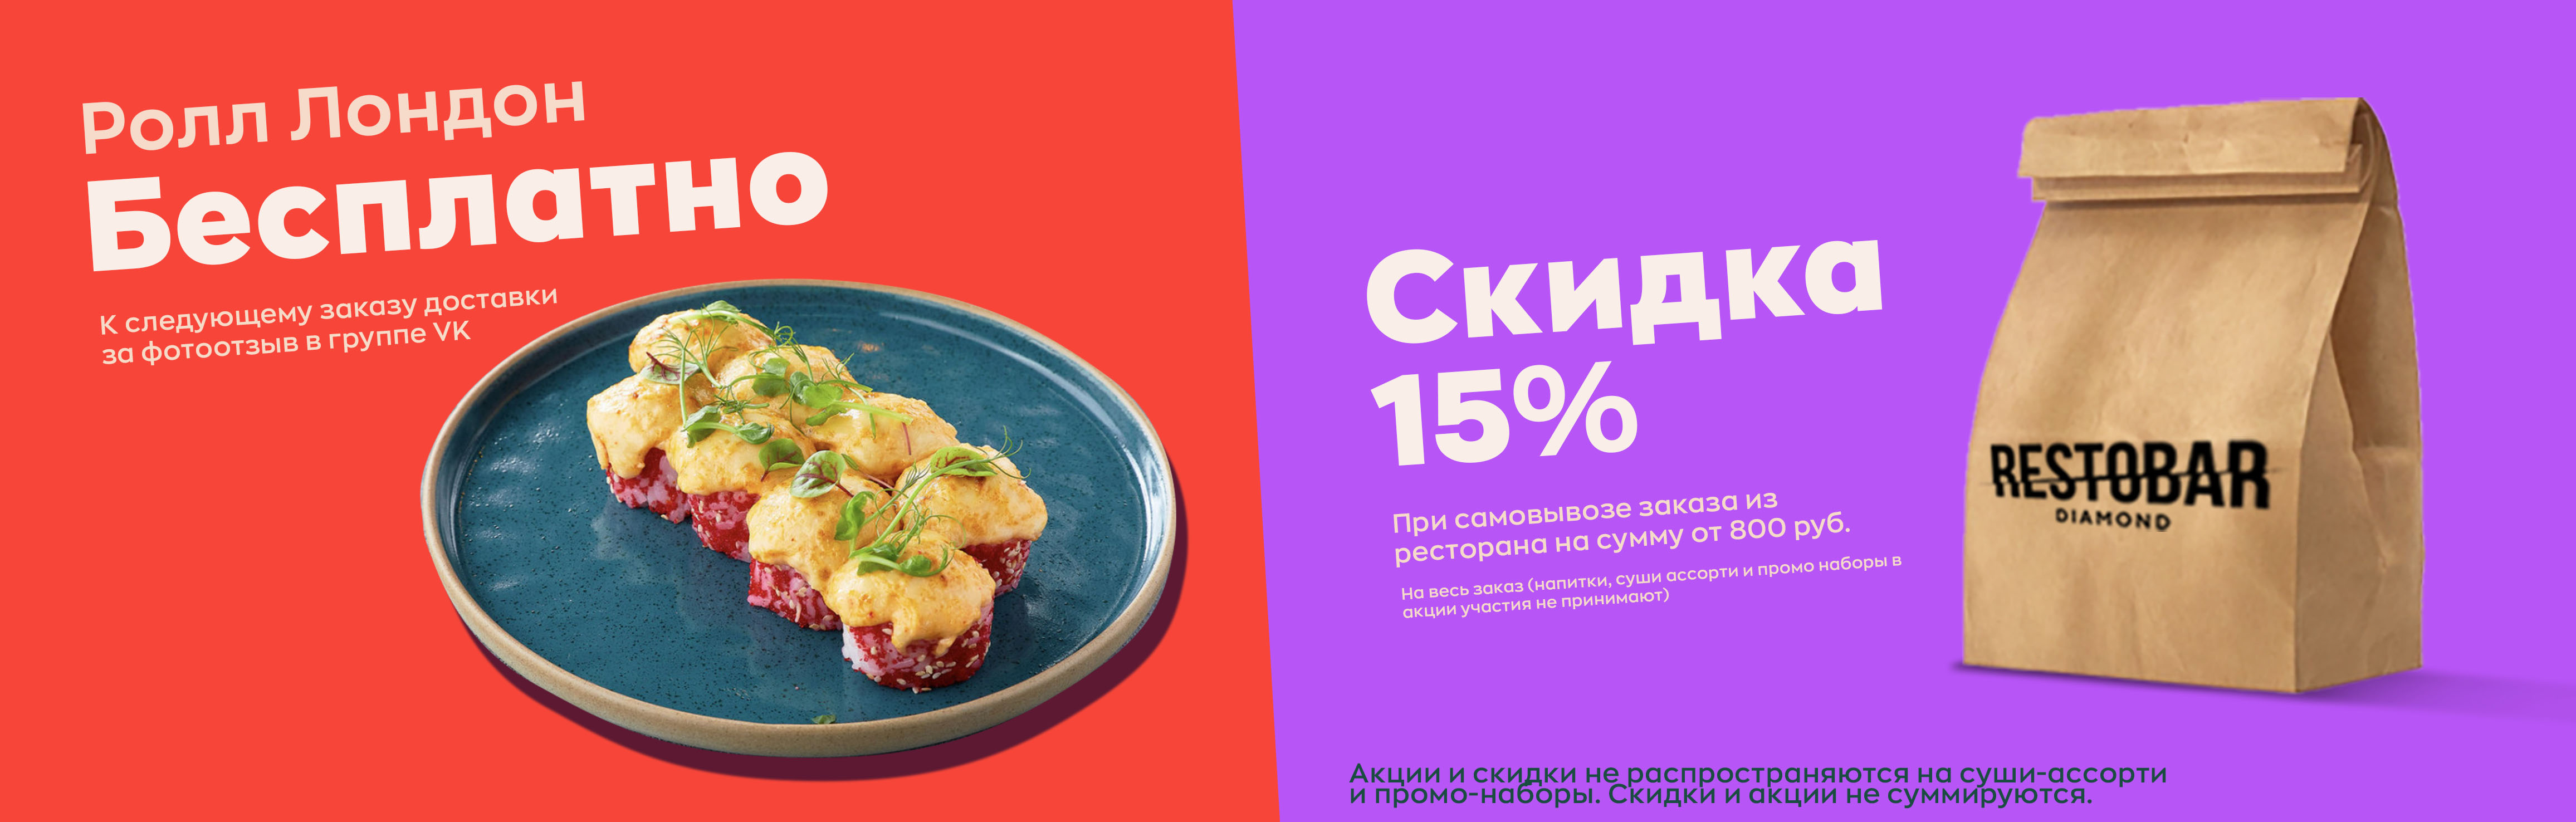 Ролл Лондон
Бесплатно
К следующему заказу доставки
за фотоотзыв в группе VK
Скидка
15%
При самовывозе заказа из
ресторана на сумму от 800 руб.
На весь заказ (напитки, суши ассорти и промо наборы в
акции участия не принимают)
RESTOBAR
DIAMOND
Акции и скидки не распространяются на суши-ассорти
и промо-наборы. Скидки и акции не суммируются.